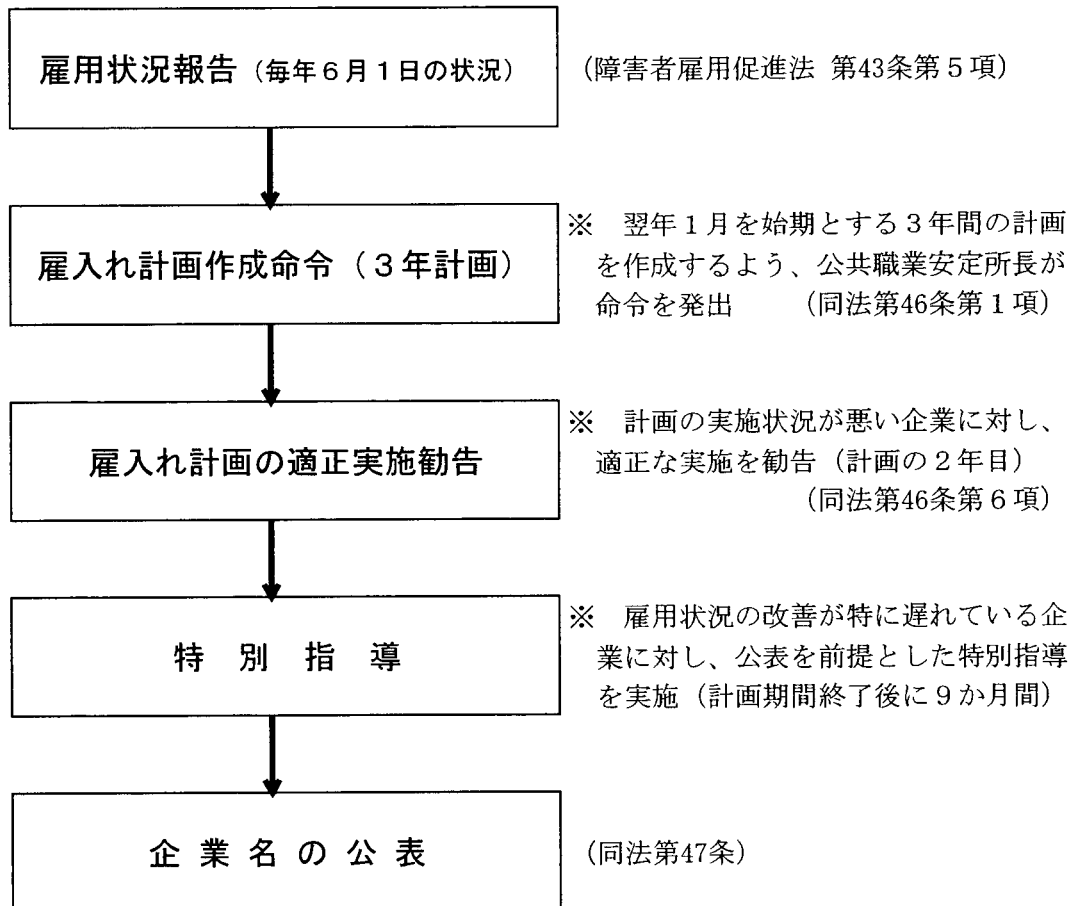 雇用状況報告（毎年６月１日の状況）
（障害者雇用促進法 第43条第５項）
雇入れ計画作成命令（３年計画）
※　翌年１月を始期とする３年間の計画
を作成するよう、公共職業安定所長が
命令を発出　　（同法第46条第１項）
雇入れ計画の適正実施勧告
※　計画の実施状況が悪い企業に対し、
適正な実施を勧告（計画の２年目）
（同法第46条第６項）
特　別　指　導
※　雇用状況の改善が特に遅れている企
業に対し、公表を前提とした特別指導
を実施（計画期間終了後に９か月間）
企 業 名 の 公 表
（同法第47条）